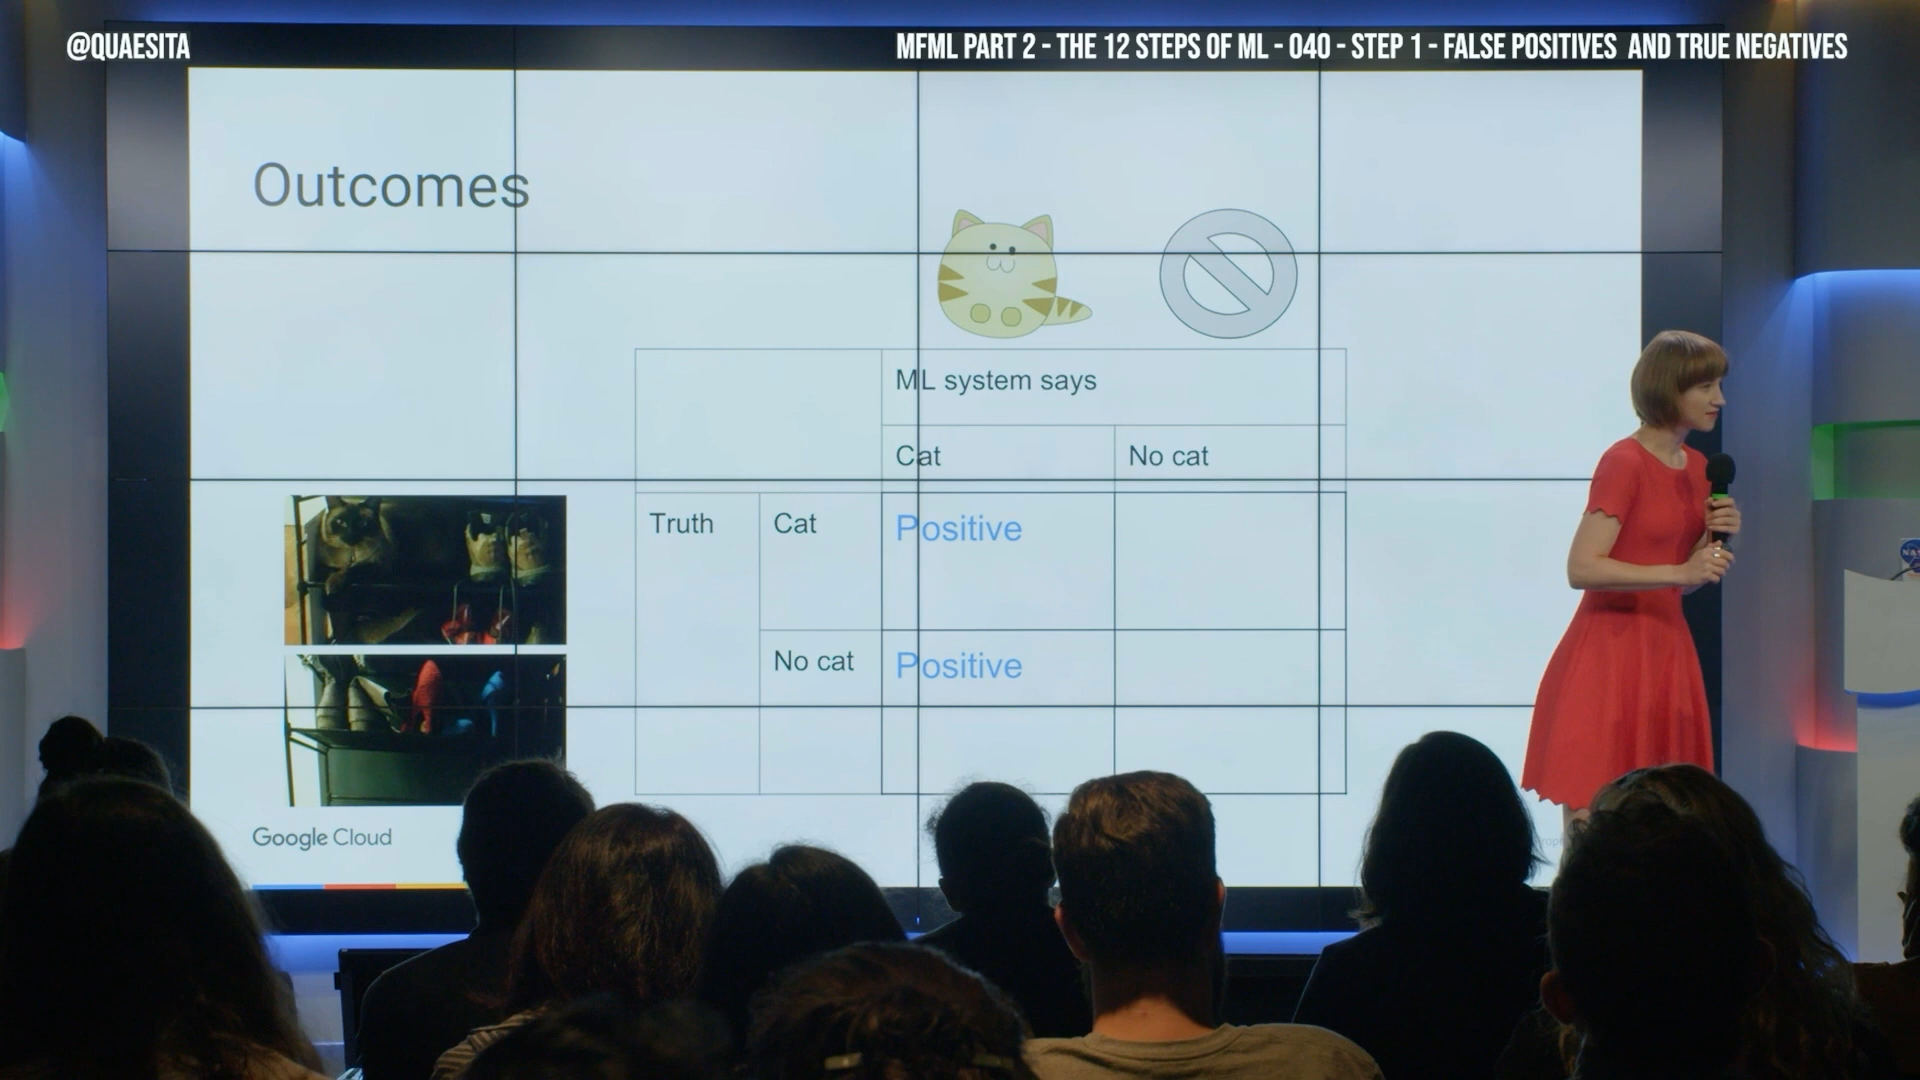 @QUAESITA
MFML PART 2 - THE 12 STEPS OF ML - 040 - STEP 1 - FALSE POSITIVES AND TRUE NEGATIVES
Outcomes
ML system says
Cat
No cat
Truth
Cat
Positive
No cat
Positive
Google Cloud